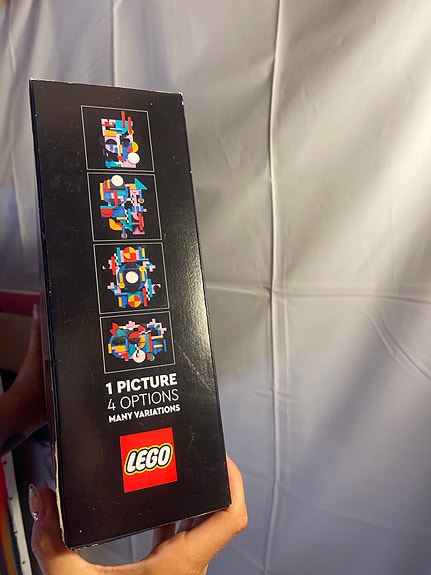 1 PICTURE
4 OPTIONS
MANY VARIATIONS
LEGO